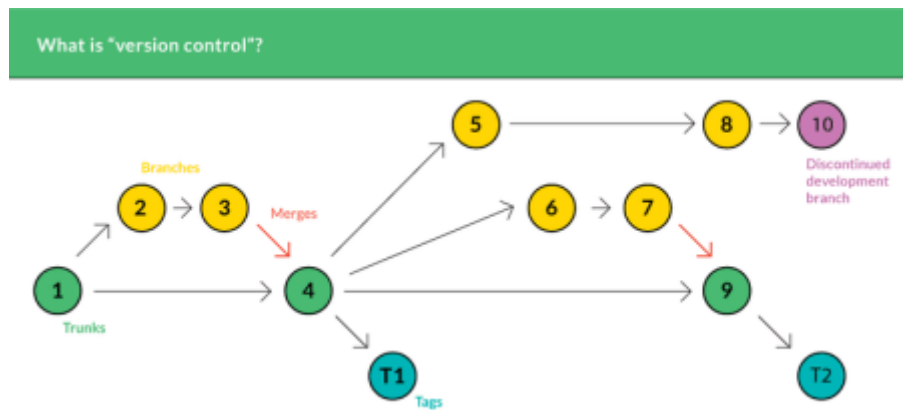 What is “version control”?
5
8
10
Discontinued
development
branch
Branches
2
3
Merges
6
7
1
4
9
Trunks
T1
T2
Tags